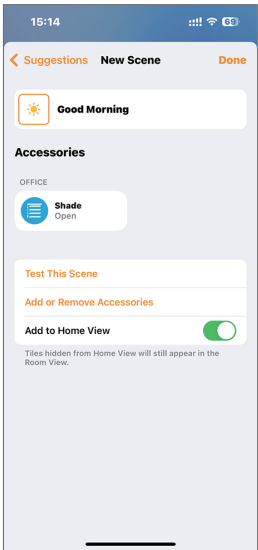 15:14
69
Suggestions New Scene Done
Good Morning
Accessories
OFFICE
Shade
Open
Test This Scene
Add or Remove Accessories
Add to Home View
Tiles hidden from Home View will still appear in the
Room View.